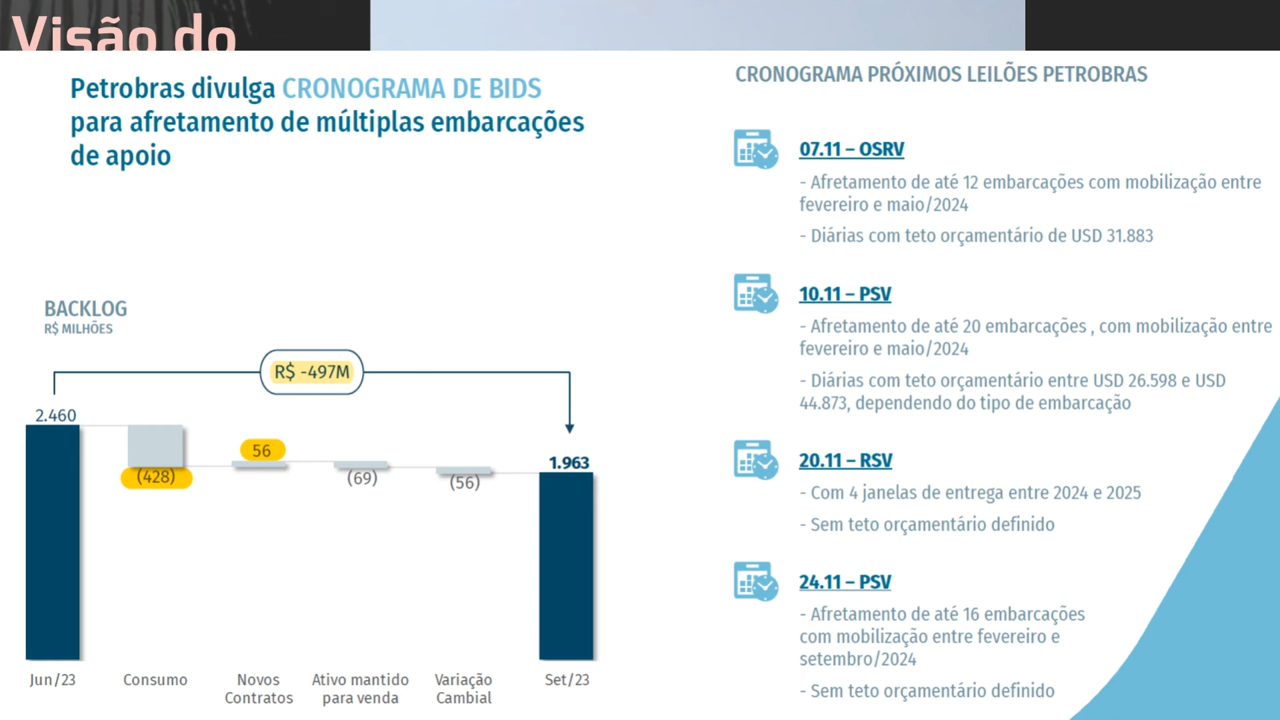 Visão do
Petrobras divulga CRONOGRAMA DE BIDS
para afretamento de múltiplas embarcações
de apoio
BACKLOG
R$ MILHÕES
R$ -497M
2.460
(428)
56
(69)
(56)
1.963
Jun/23
Consumo
Novos
Contratos
Ativo mantido
para venda
Variação
Cambial
Set/23
CRONOGRAMA PRÓXIMOS LEILÕES PETROBRAS
07.11 – OSRV
- Afretamento de até 12 embarcações com mobilização entre
fevereiro e maio/2024
- Diárias com teto orçamentário de USD 31.883
10.11 – PSV
- Afretamento de até 20 embarcações , com mobilização entre
fevereiro e maio/2024
- Diárias com teto orçamentário entre USD 26.598 e USD
44.873, dependendo do tipo de embarcação
20.11 – RSV
- Com 4 janelas de entrega entre 2024 e 2025
- Sem teto orçamentário definido
24.11 – PSV
- Afretamento de até 16 embarcações
com mobilização entre fevereiro e
setembro/2024
- Sem teto orçamentário definido